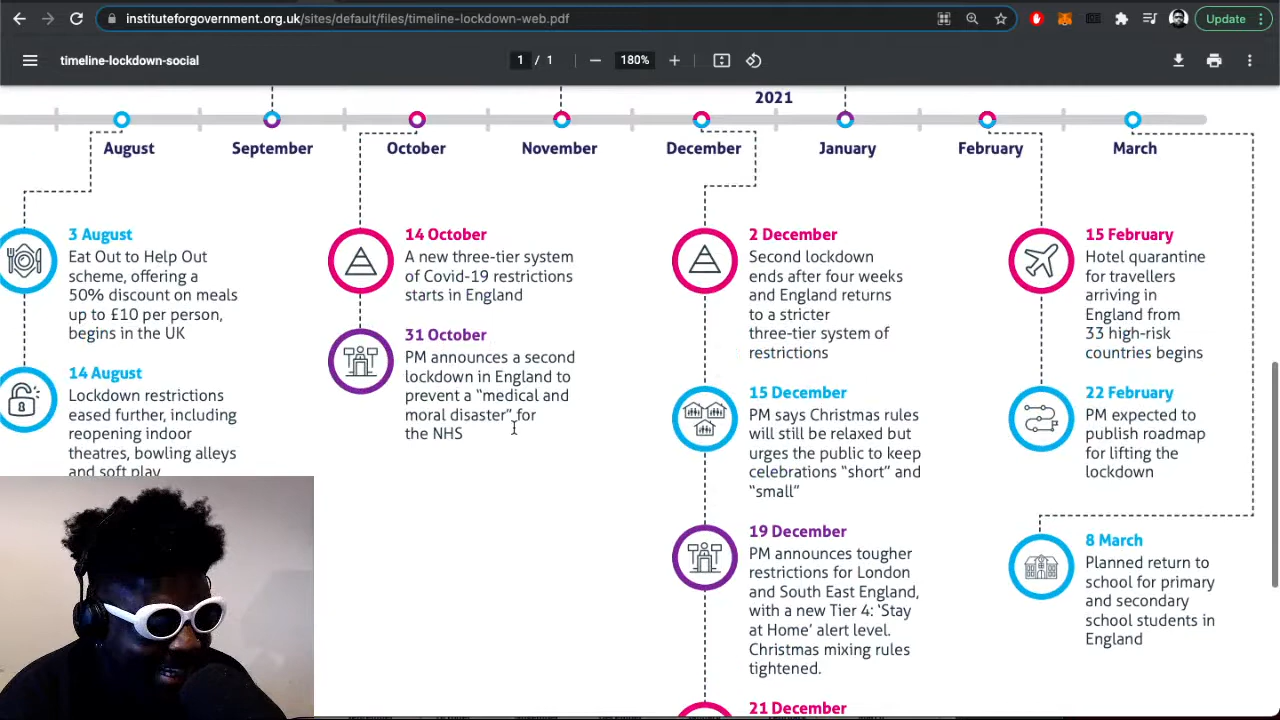 instituteforgovernment.org.uk/sites/default/files/timeline-lockdown-web.pdf
Update
timeline-lockdown-social
1 / 1
180%
2021
August
September
October
November
December
January
February
March
3 August
Eat Out to Help Out
scheme, offering a
50% discount on meals
up to £10 per person,
begins in the UK
14 August
Lockdown restrictions
eased further, including
reopening indoor
theatres, bowling alleys
and soft play
14 October
A new three-tier system
of Covid-19 restrictions
starts in England
31 October
PM announces a second
lockdown in England to
prevent a “medical and
moral disaster” for
the NHS
2 December
Second lockdown
ends after four weeks
and England returns
to a stricter
three-tier system of
restrictions
15 December
PM says Christmas rules
will still be relaxed but
urges the public to keep
celebrations “short” and
“small”
19 December
PM announces tougher
restrictions for London
and South East England,
with a new Tier 4: ‘Stay
at Home’ alert level.
Christmas mixing rules
tightened.
21 December
15 February
Hotel quarantine
for travellers
arriving in
England from
33 high-risk
countries begins
22 February
PM expected to
publish roadmap
for lifting the
lockdown
8 March
Planned return to
school for primary
and secondary
school students in
England